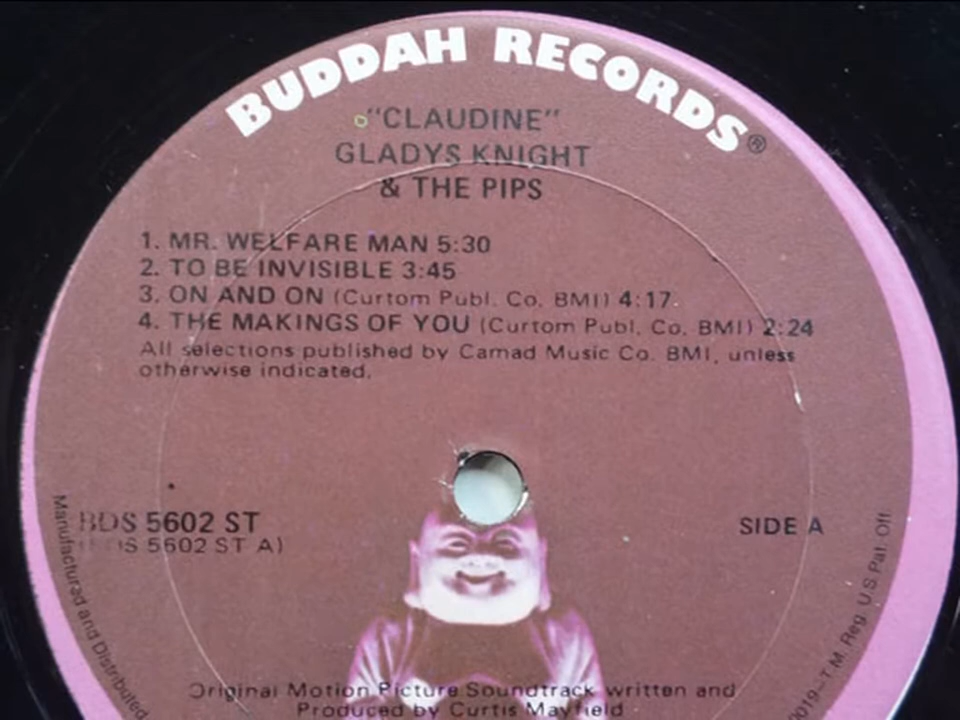 BUDDAH RECORDS®
"CLAUDINE"
GLADYS KNIGHT
& THE PIPS
1. MR. WELFARE MAN 5:30
2. TO BE INVISIBLE 3:45
3. ON AND ON (Curtom Publ. Co. BMI) 4:17
4. THE MAKINGS OF YOU (Curtom Publ. Co. BMI) 2:24
All selections published by Camad Music Co. BMI, unless
otherwise indicated.
BDS 5602 ST
5602 ST A)
SIDE A
Manufactured and Distributed
T.M. Reg. U.S Pat. Off.
Original Motion Picture Soundtrack written and
Produced by Curtis Mayfield